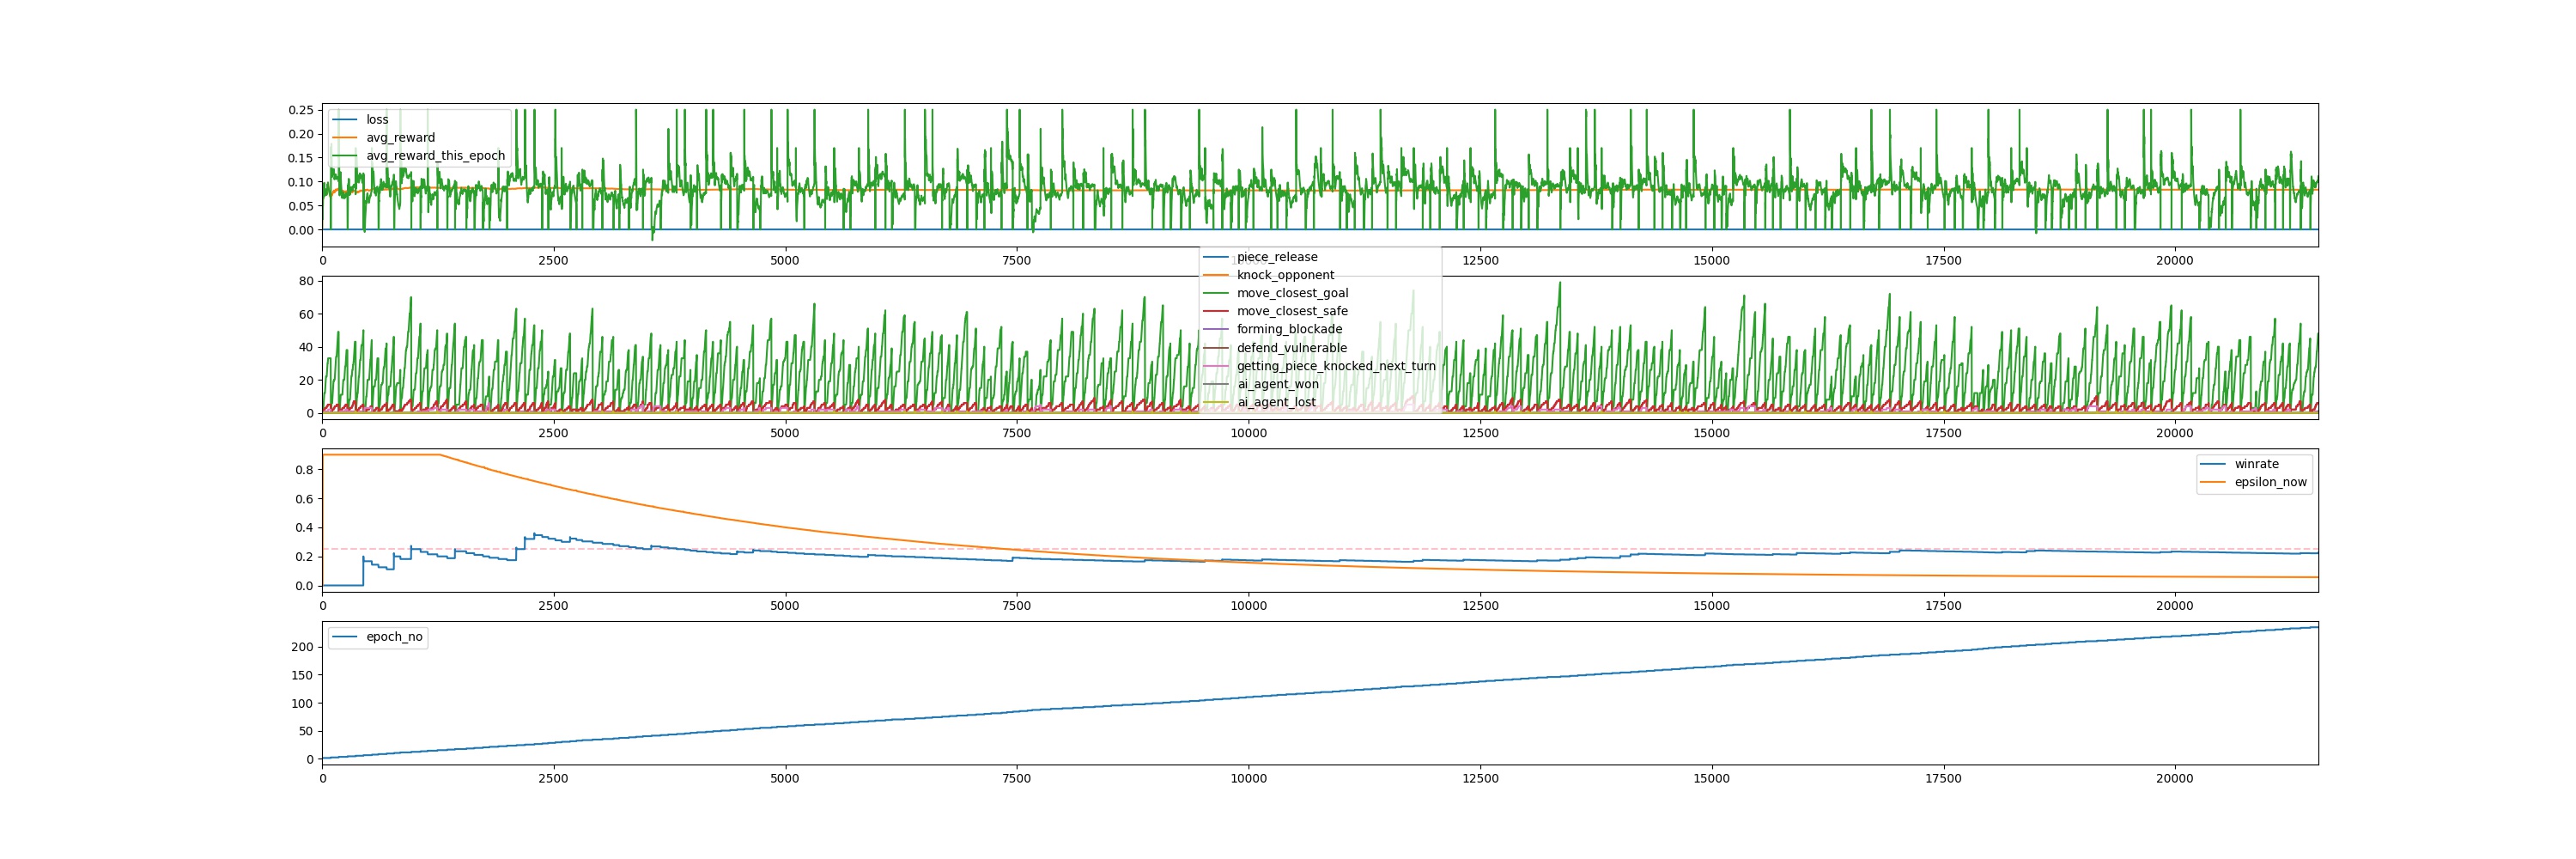 0.25
0.20
0.15
0.10
0.05
0.00
loss
avg_reward
avg_reward_this_epoch
0 2500 5000 7500 12500 15000 17500 20000
80
60
40
20
0
piece_release
knock_opponent
move_closest_goal
move_closest_safe
forming_blockade
defend_vulnerable
getting_piece_knocked_next_turn
ai_agent_won
ai_agent_lost
0 2500 5000 7500 10000 12500 15000 17500 20000
0.8
0.6
0.4
0.2
0.0
winrate
epsilon_now
0 2500 5000 7500 10000 12500 15000 17500 20000
200
150
100
50
0
epoch_no
0 2500 5000 7500 10000 12500 15000 17500 20000